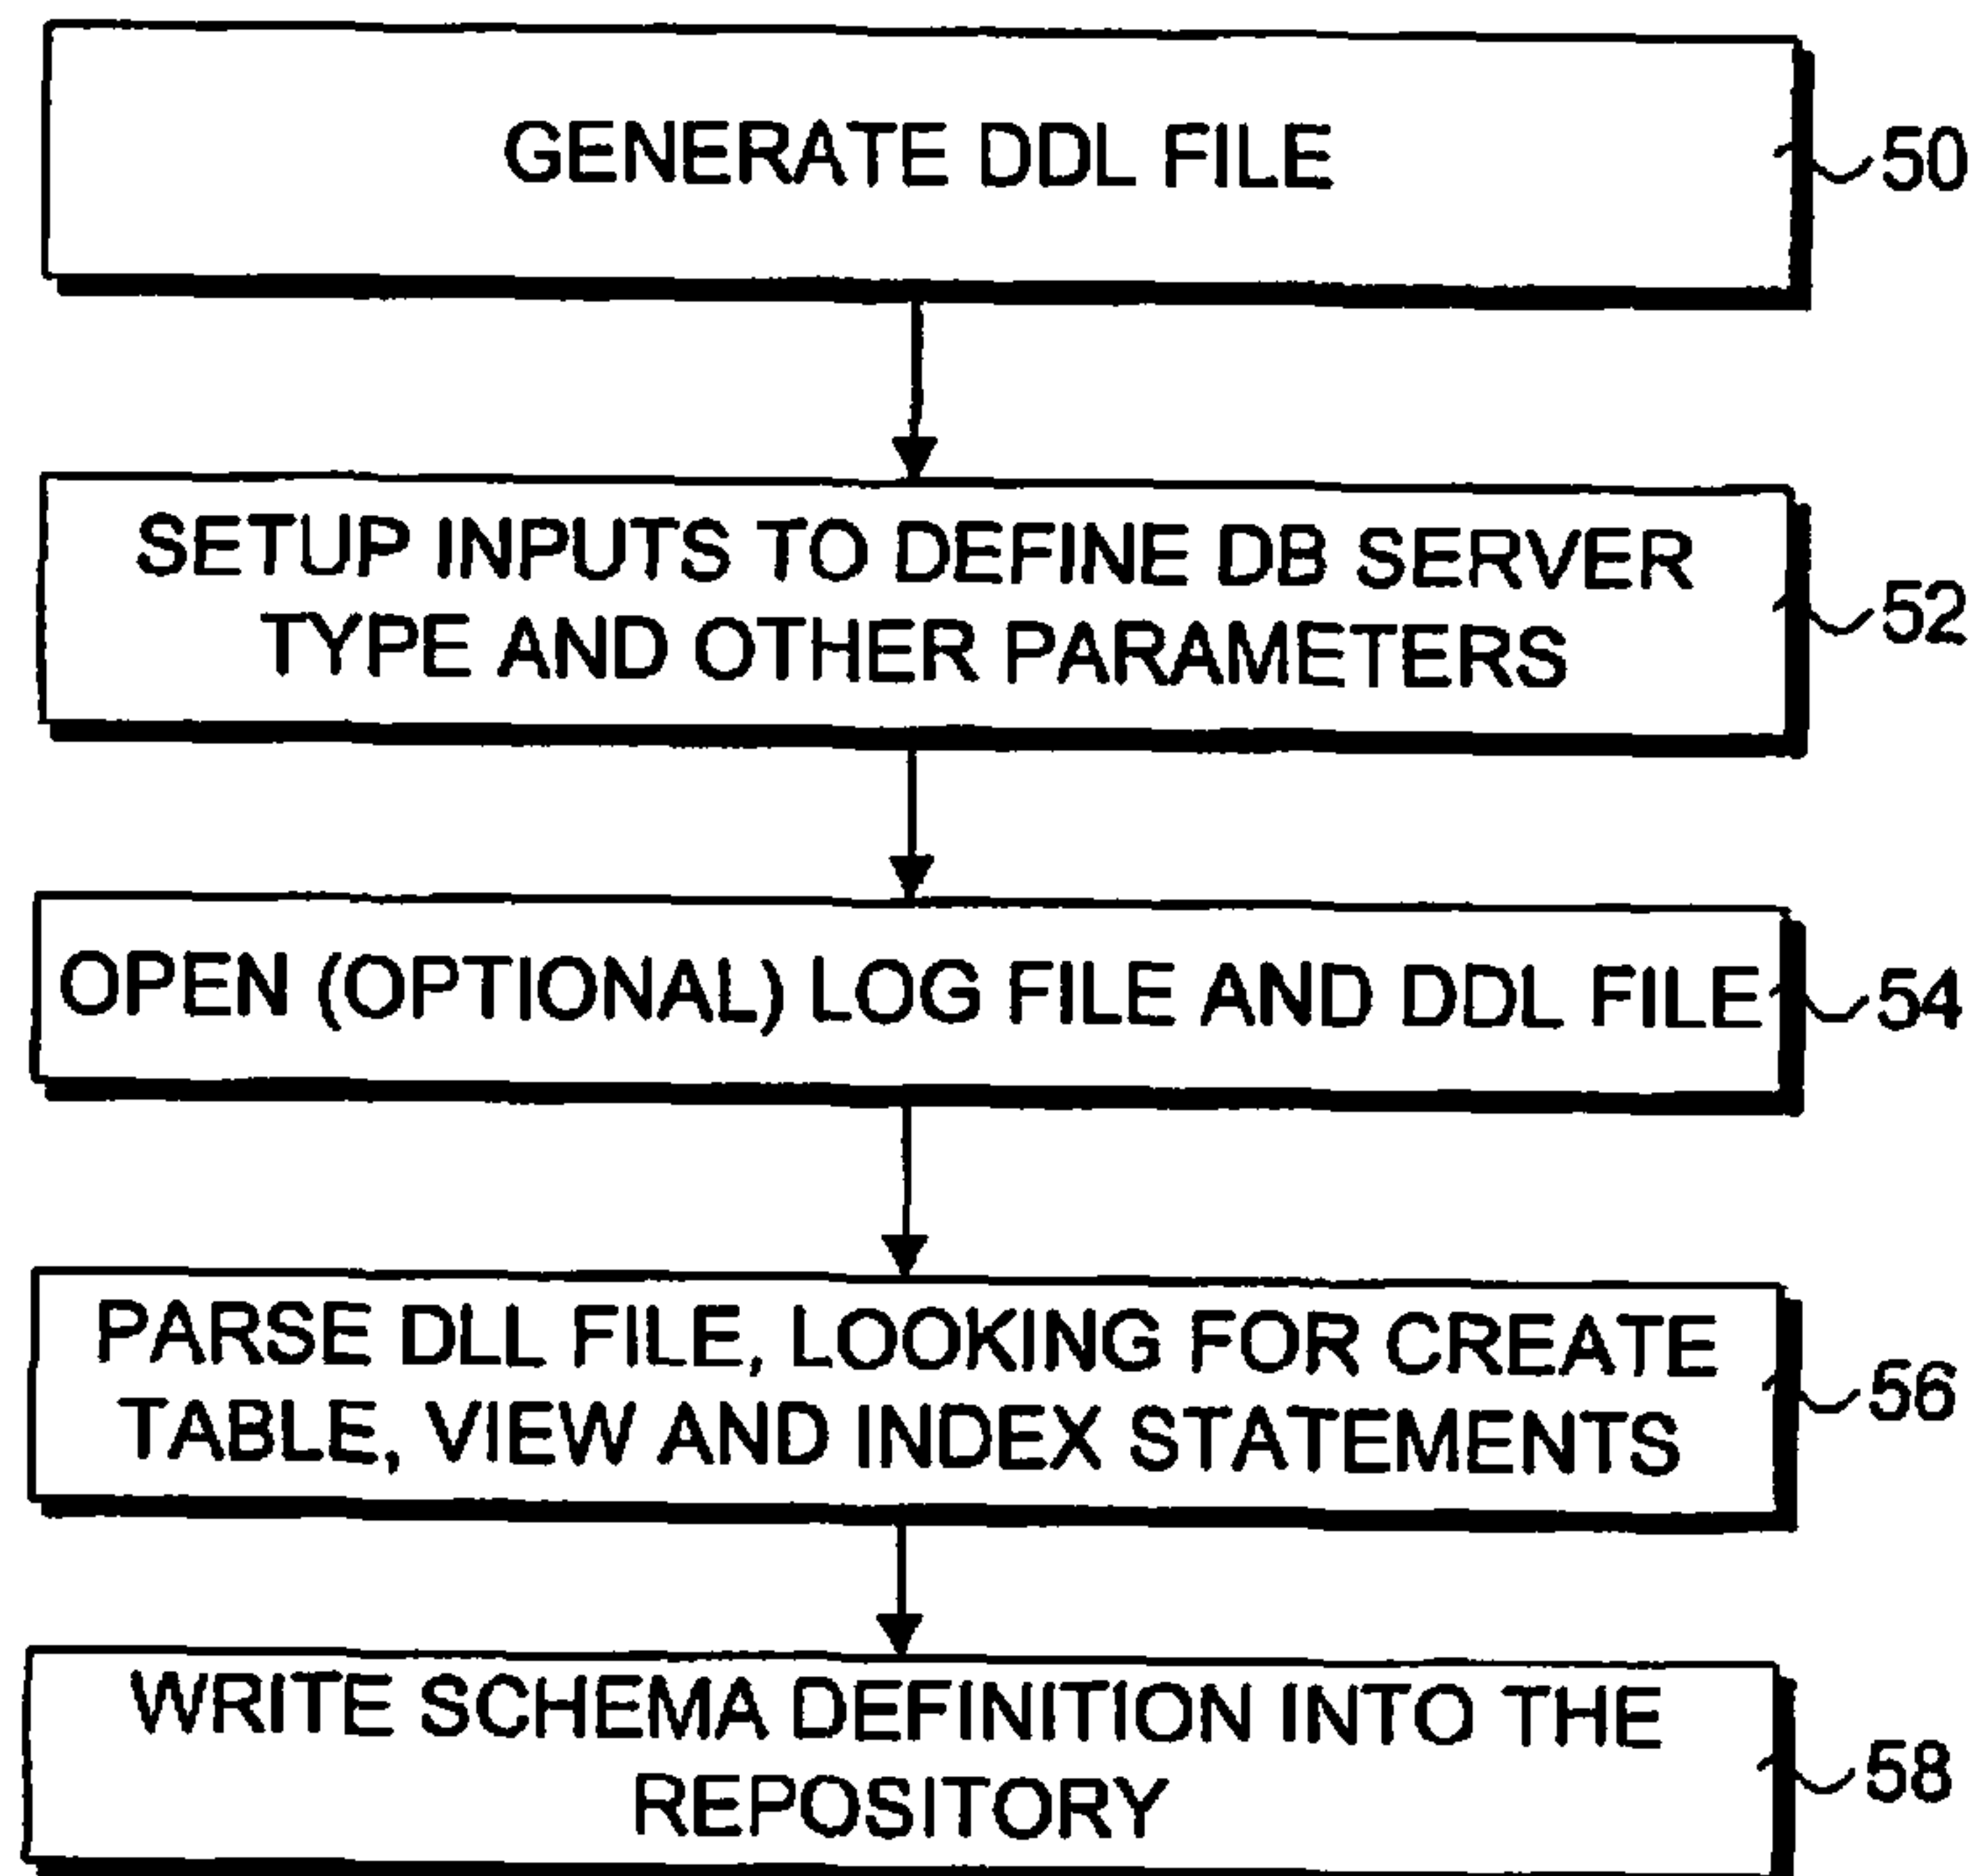 GENERATE DDL FILE
50
SETUP INPUTS TO DEFINE DB SERVER
TYPE AND OTHER PARAMETERS
52
OPEN (OPTIONAL) LOG FILE AND DDL FILE
54
PARSE DLL FILE, LOOKING FOR CREATE
TABLE, VIEW AND INDEX STATEMENTS
56
WRITE SCHEMA DEFINITION INTO THE
REPOSITORY
58